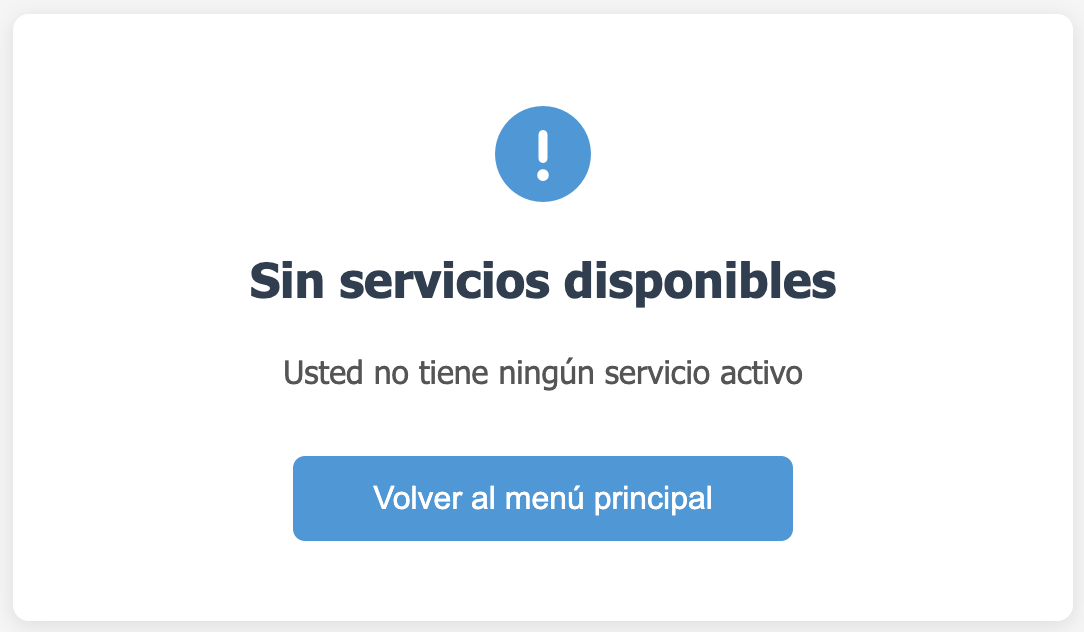 Sin servicios disponibles
Usted no tiene ningún servicio activo
Volver al menú principal